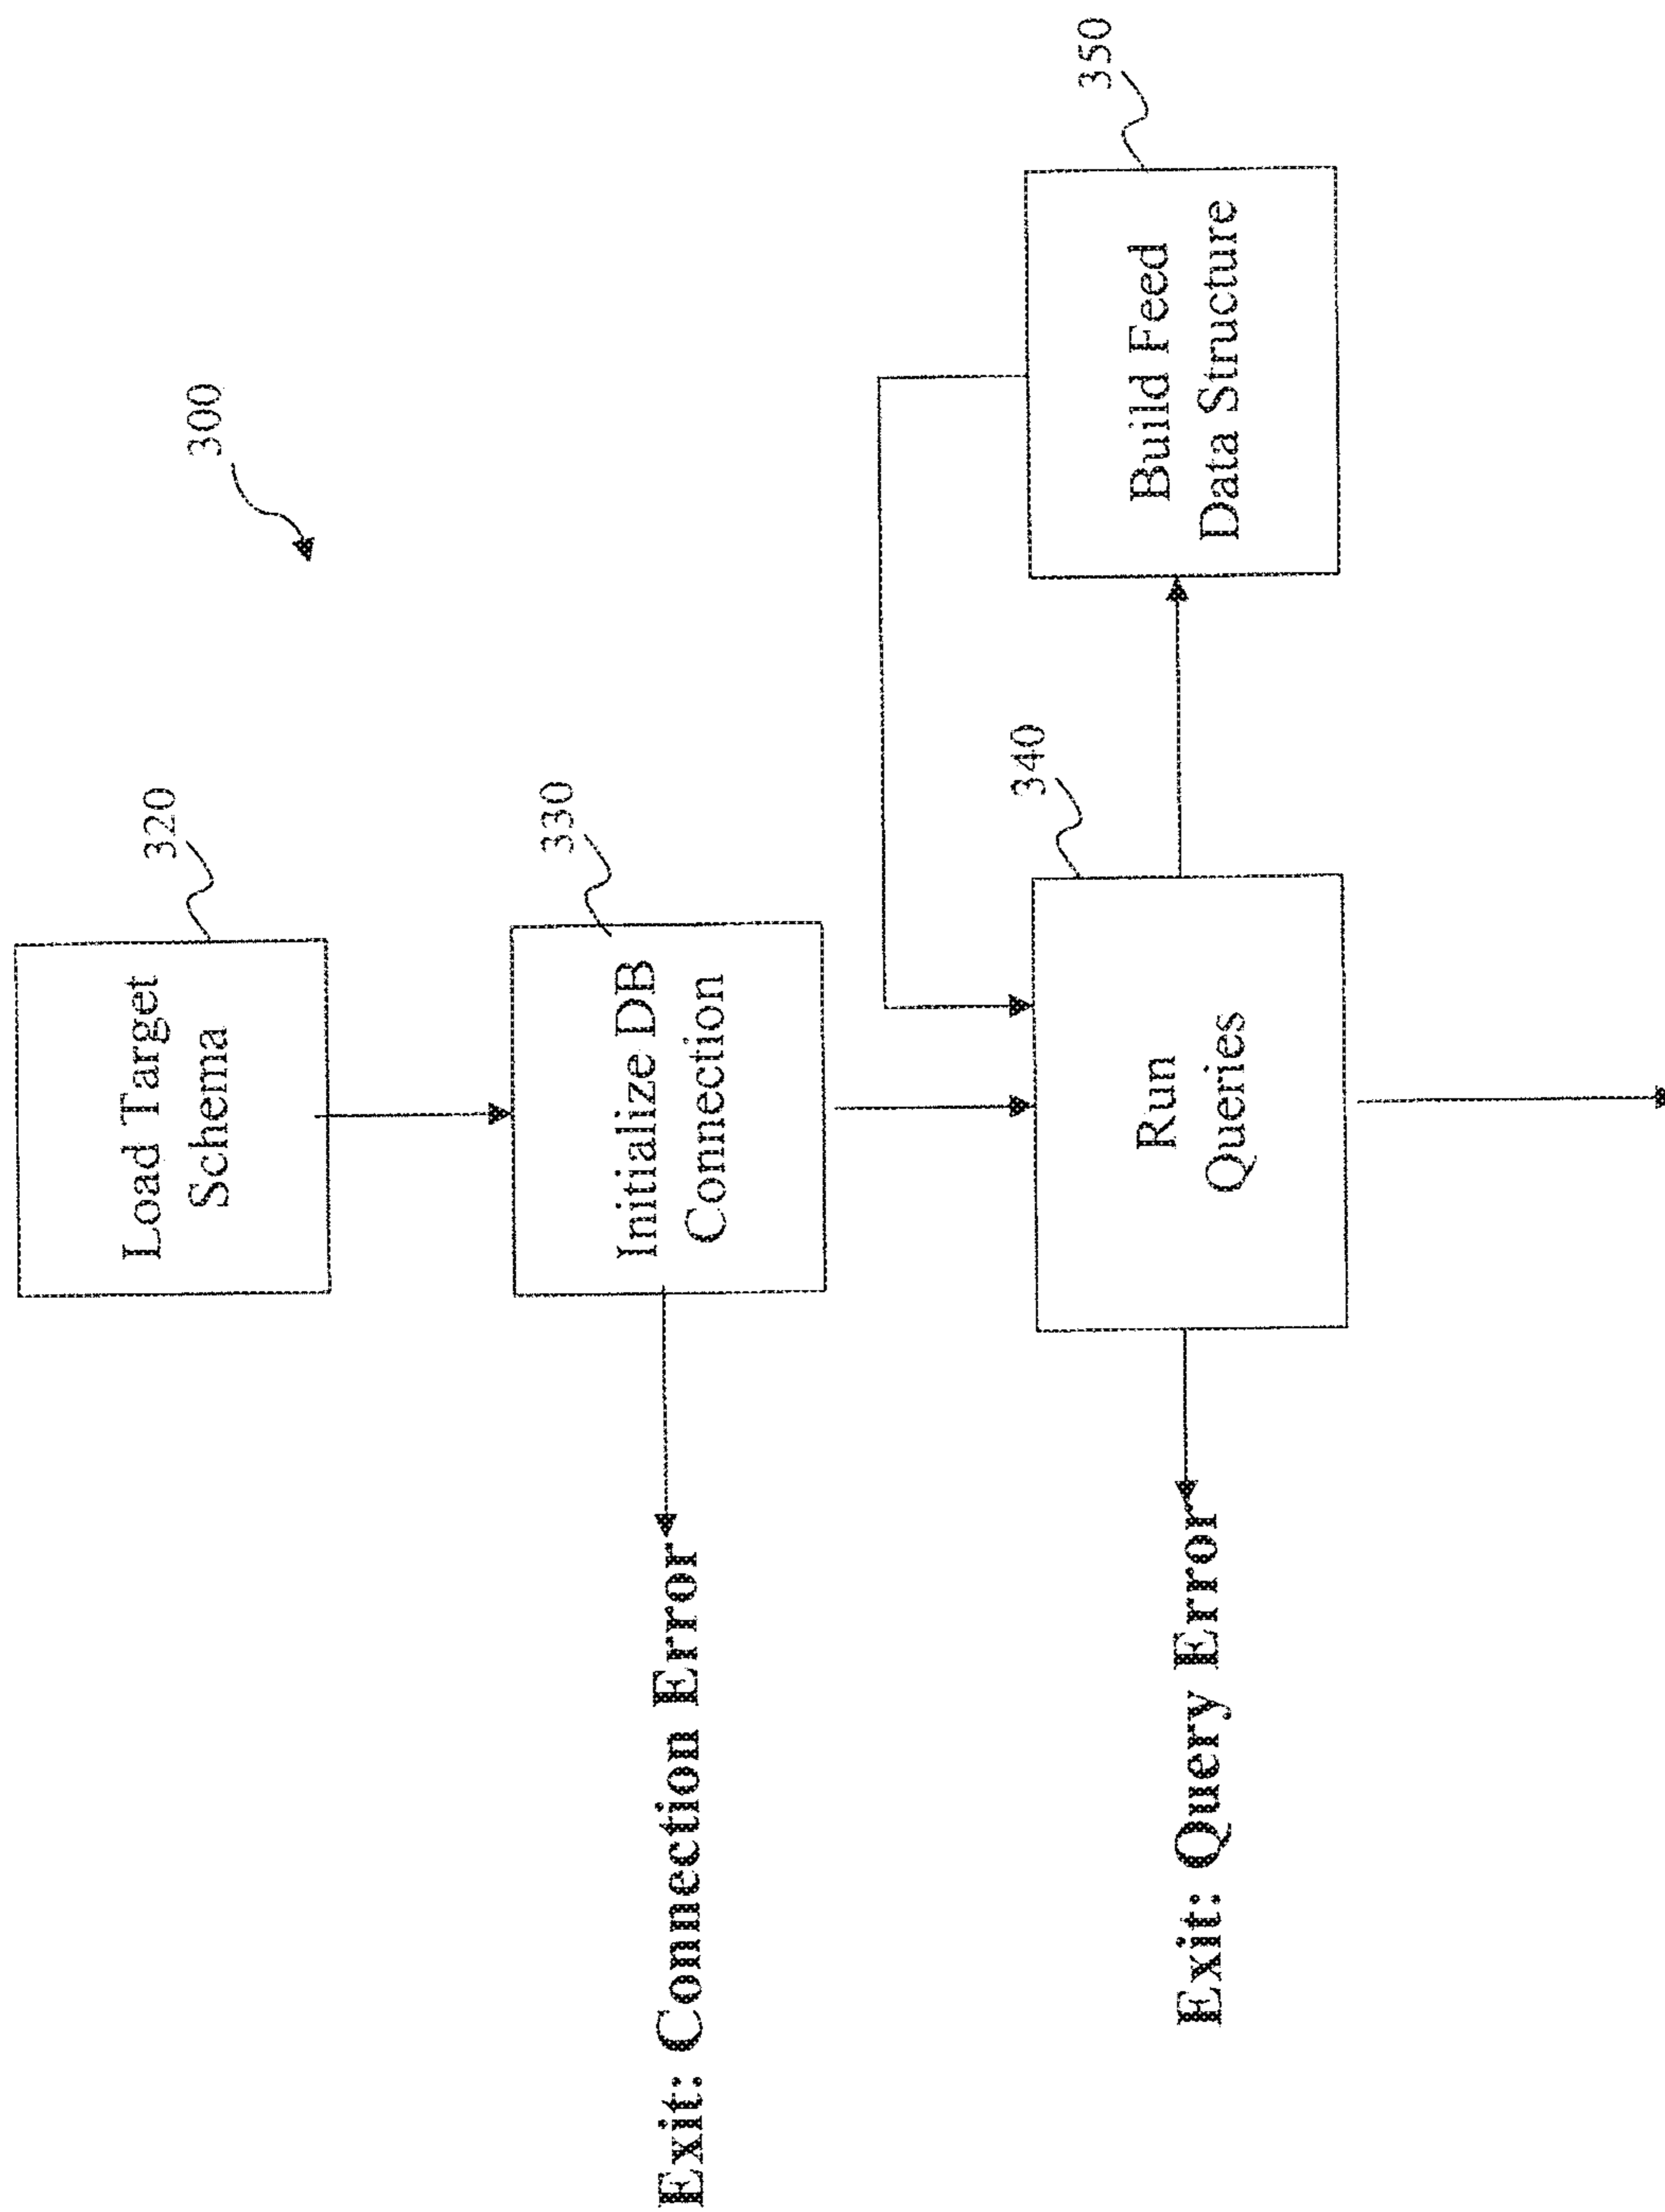 300
320
Load Target
Schema
330
Initialize DB
Connection
Exit: Connection Error
340
Run
Queries
350
Build Feed
Data Structure
Exit: Query Error